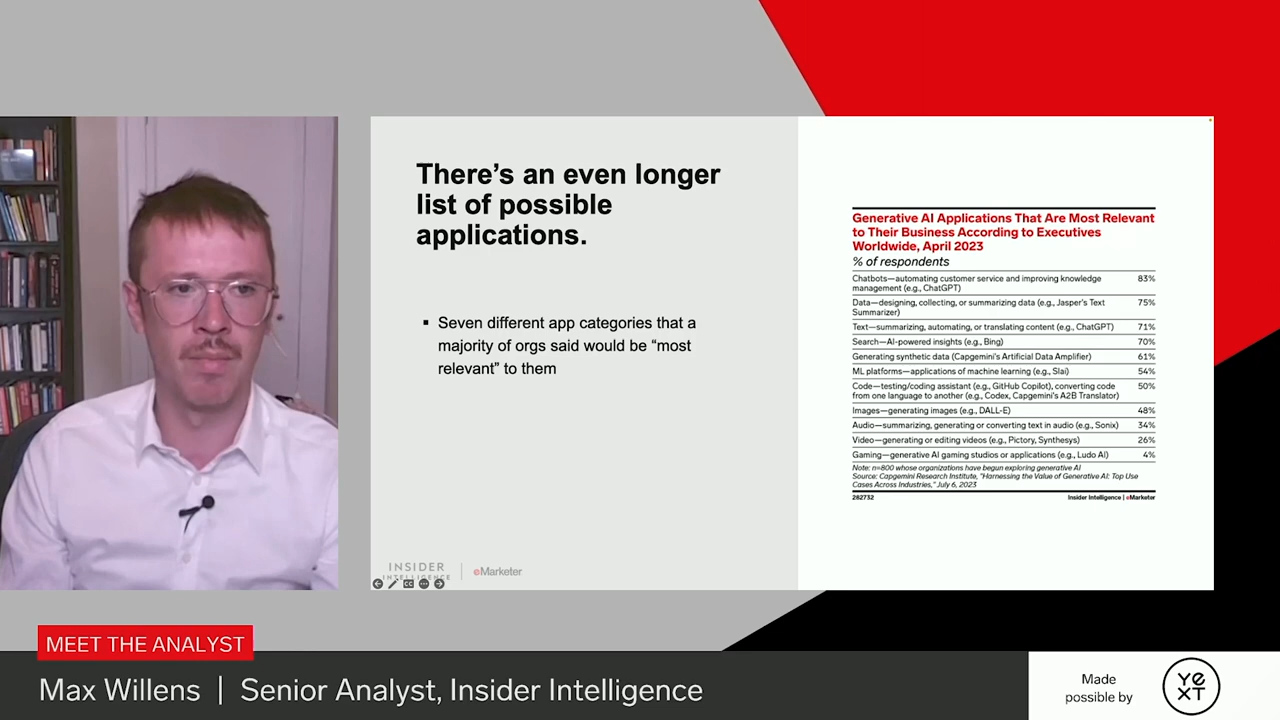 There's an even longer
list of possible
applications.
▪ Seven different app categories that a
majority of orgs said would be "most
relevant" to them
INSIDER
INTELLIGENCE
eMarketer
Generative AI Applications That Are Most Relevant
to Their Business According to Executives
Worldwide, April 2023
% of respondents
Chatbots—automating customer service and improving knowledge 83%
management (e.g., ChatGPT)
Data—designing, collecting, or summarizing data (e.g., Jasper's Text 75%
Summarizer)
Text—summarizing, automating, or translating content (e.g., ChatGPT) 71%
Search—AI-powered insights (e.g., Bing) 70%
Generating synthetic data (Capgemini's Artificial Data Amplifier) 61%
ML platforms—applications of machine learning (e.g., Slai) 54%
Code—testing/coding assistant (e.g., GitHub Copilot), converting code 50%
from one language to another (e.g., Codex, Capgemini's A2B Translator)
Images—generating images (e.g., DALL-E) 48%
Audio—summarizing, generating or converting text in audio (e.g., Sonix) 34%
Video—generating or editing videos (e.g., Pictory, Synthesys) 26%
Gaming—generative AI gaming studios or applications (e.g., Ludo AI) 4%
Note: n=800 whose organizations have begun exploring generative AI
Source: Capgemini Research Institute, "Harnessing the Value of Generative AI: Top Use
Cases Across Industries," July 6, 2023
282732 Insider Intelligence | eMarketer
MEET THE ANALYST
Max Willens | Senior Analyst, Insider Intelligence
Made
possible by
YEXT